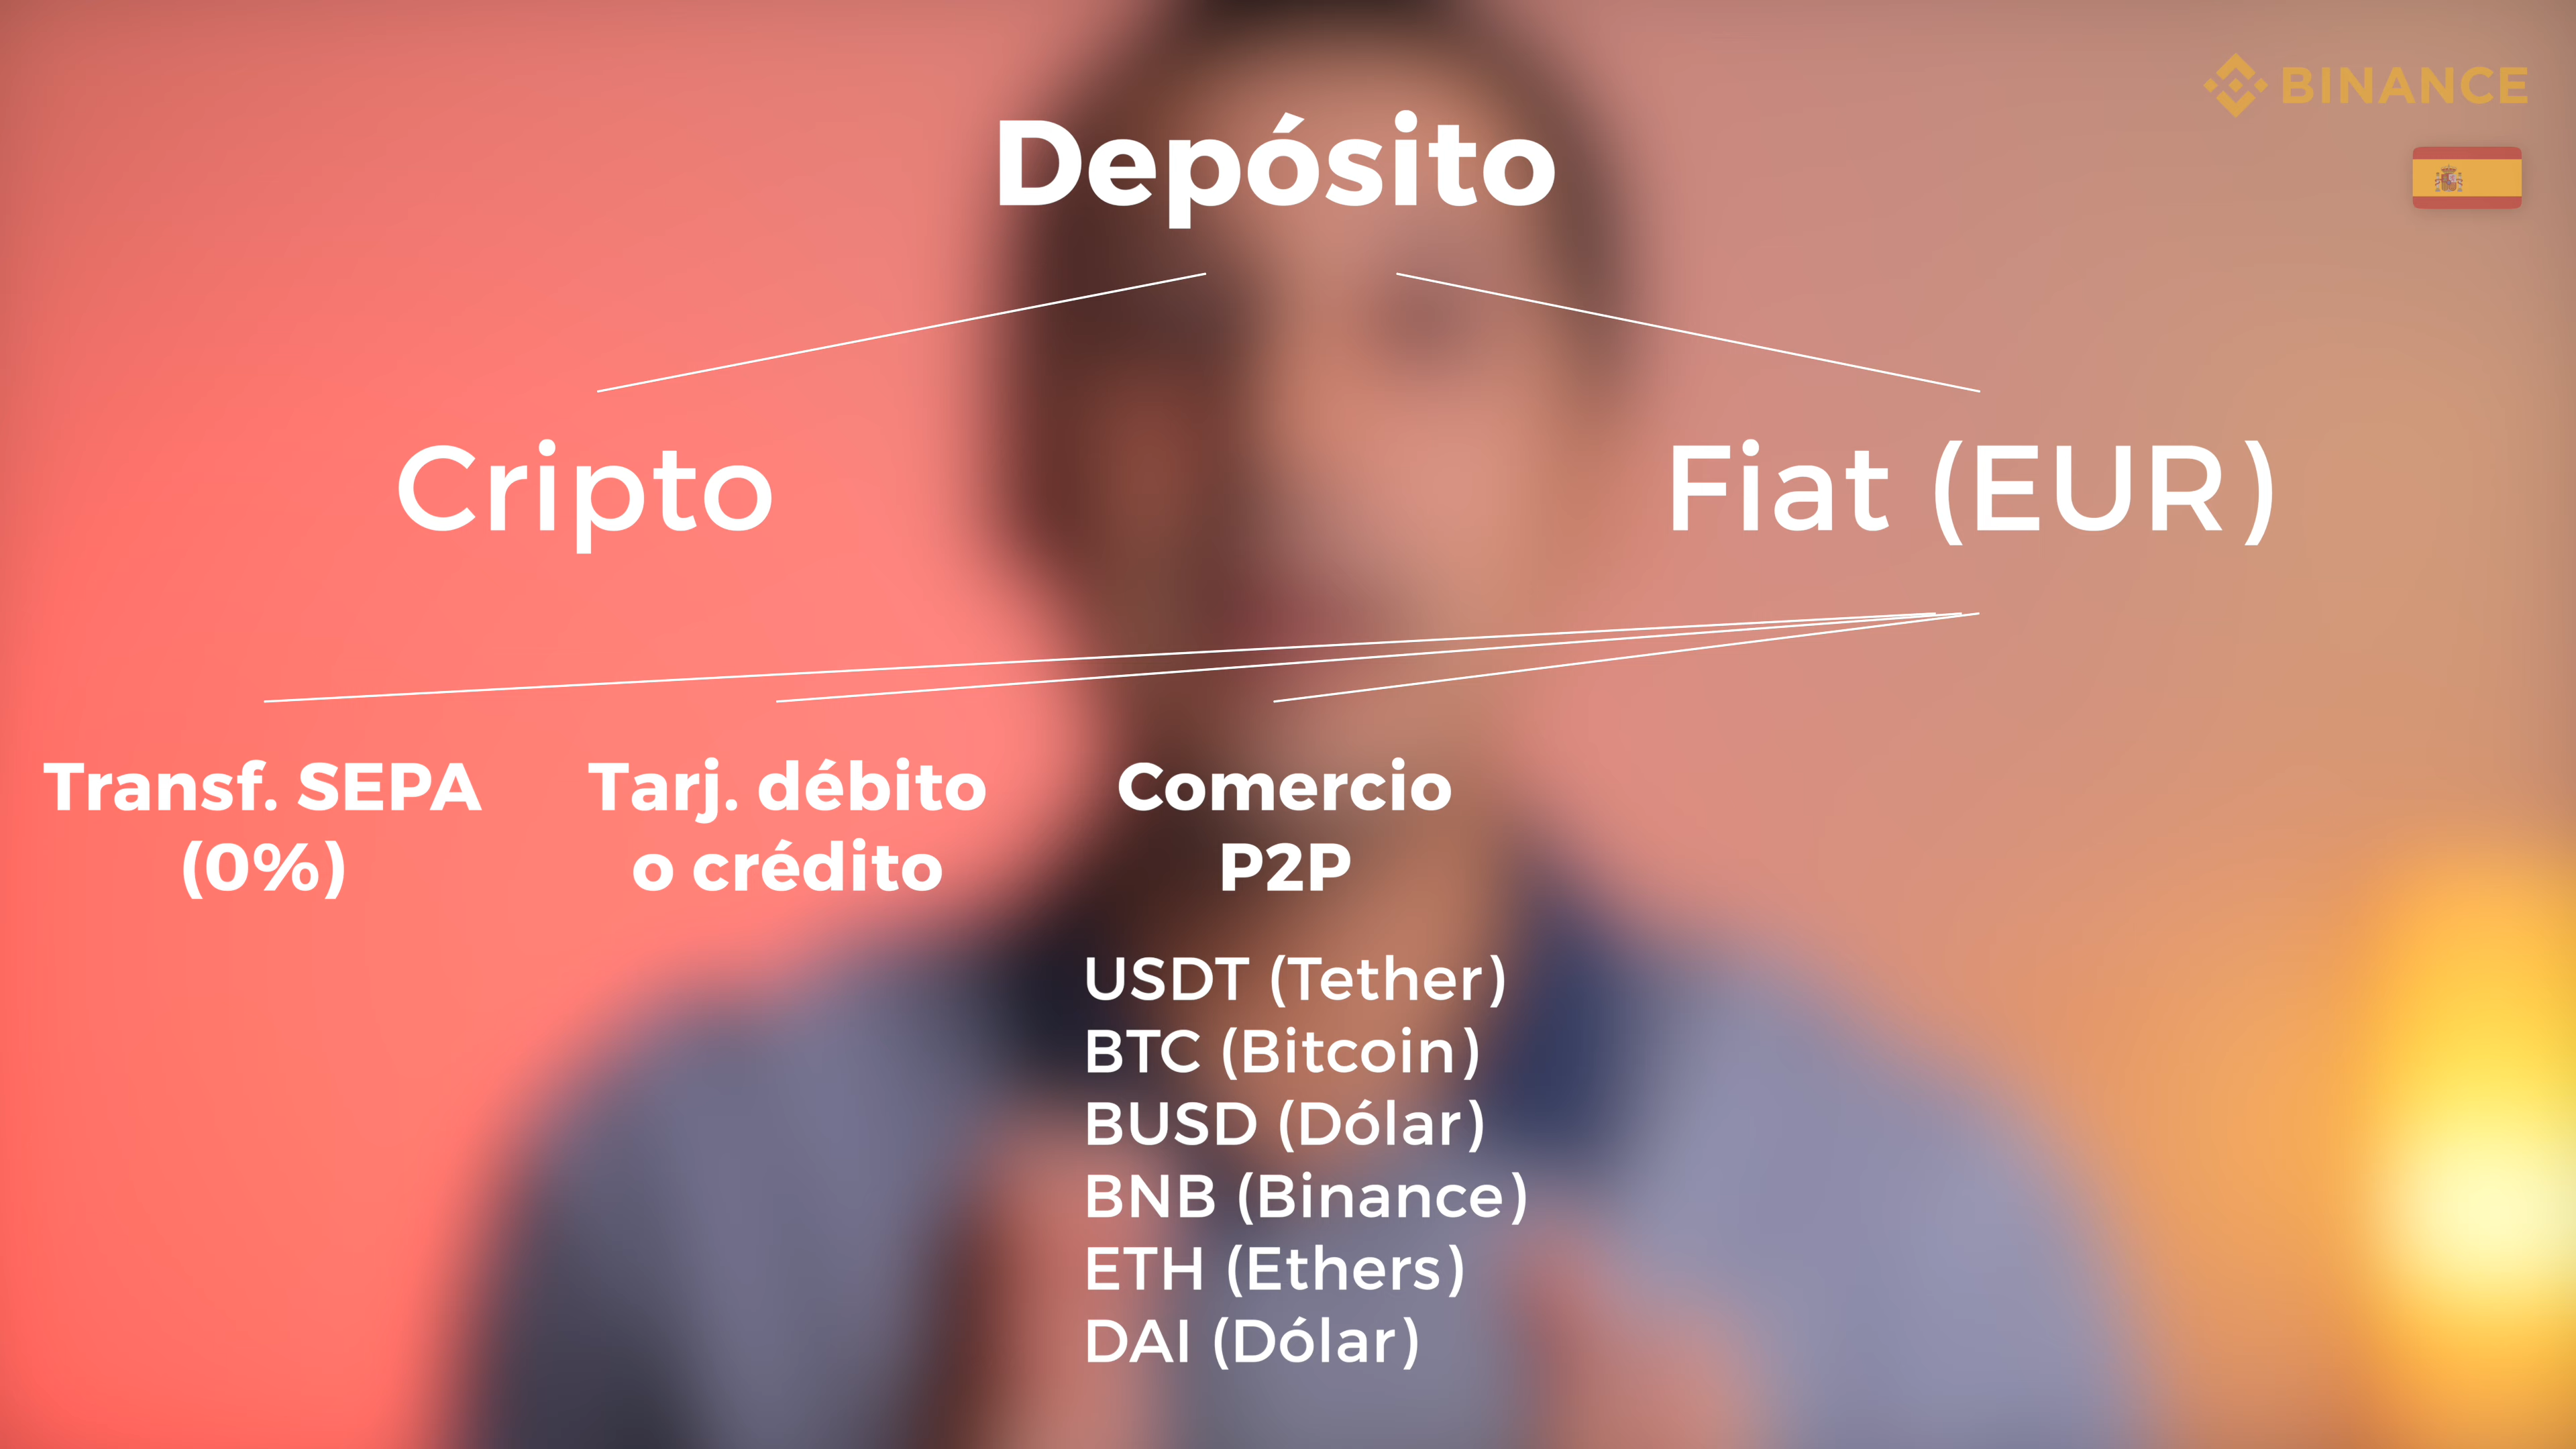 BINANCE
Depósito
Cripto
Fiat (EUR)
Transf. SEPA
(0%)
Tarj. débito
o crédito
Comercio
P2P
USDT (Tether)
BTC (Bitcoin)
BUSD (Dólar)
BNB (Binance)
ETH (Ethers)
DAI (Dólar)